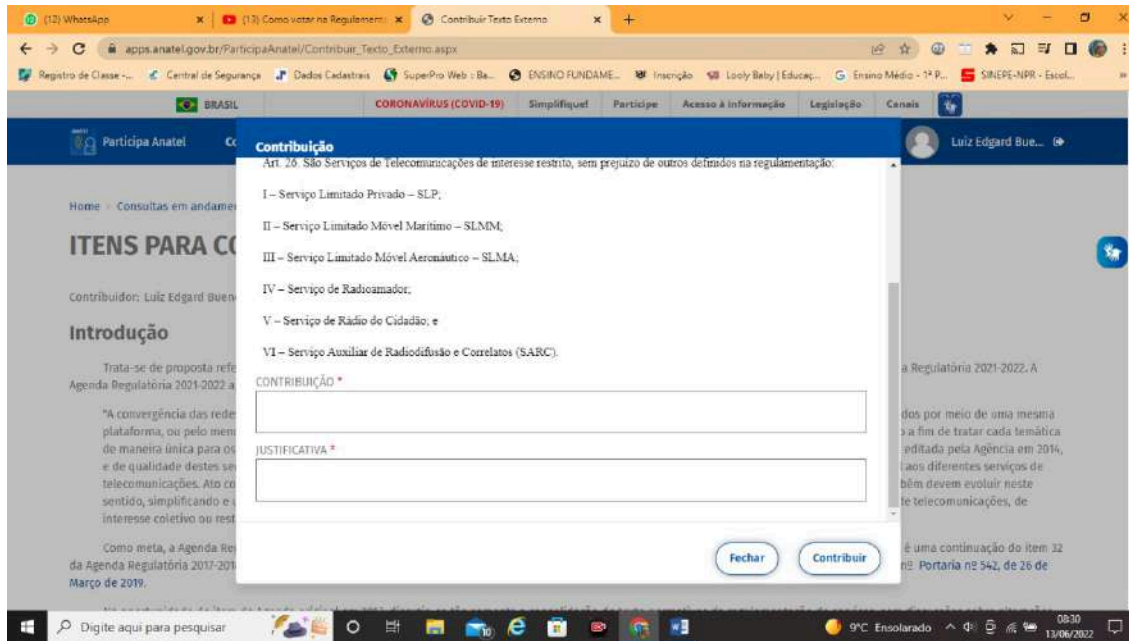 (12) WhatsApp
(13) Como votar na Regulament
Contribuir Texto Externo
apps.anatel.gov.br/ParticipaAnatel/Contribuir_Texto_Externo.aspx
Registro de Classe -...
Central de Segurança
Dados Cadastrais
SuperPro Web : Ba...
ENSINO FUNDAME...
Inscrição
Looly Baby | Educaç...
Ensino Médio - 1ª P...
SINEPE-NPR - Escol...
BRASIL
CORONAVÍRUS (COVID-19)
Simplifique!
Participe
Acesso à informação
Legislação
Canais
Participa Anatel
Co
Luiz Edgard Bue...
Contribuição
Art. 26. São Serviços de Telecomunicações de interesse restrito, sem prejuízo de outros definidos na regulamentação:
I – Serviço Limitado Privado – SLP;
II – Serviço Limitado Móvel Marítimo – SLMM;
III – Serviço Limitado Móvel Aeronáutico – SLMA;
IV – Serviço de Radioamador;
V – Serviço de Rádio do Cidadão; e
VI – Serviço Auxiliar de Radiodifusão e Correlatos (SARC).
CONTRIBUIÇÃO *
JUSTIFICATIVA *
Fechar
Contribuir
Home
Consultas em andame
ITENS PARA CO
Contribuidor: Luiz Edgard Buen
Introdução
Trata-se de proposta refe
a Regulatória 2021-2022. A
Agenda Regulatória 2021-2022 a
"A convergência das rede
dos por meio de uma mesma
plataforma, ou pelo men
a fim de tratar cada temática
de maneira única para os
editada pela Agência em 2014,
e de qualidade destes se
aos diferentes serviços de
telecomunicações. Ato co
bém devem evoluir neste
sentido, simplificando e
de telecomunicações, de
interesse coletivo ou rest
Como meta, a Agenda Re
é uma continuação do item 32
da Agenda Regulatória 2017-201
nº Portaria nº 542, de 26 de
Março de 2019.
Digite aqui para pesquisar
10
9°C Ensolarado
08:30
13/06/2022